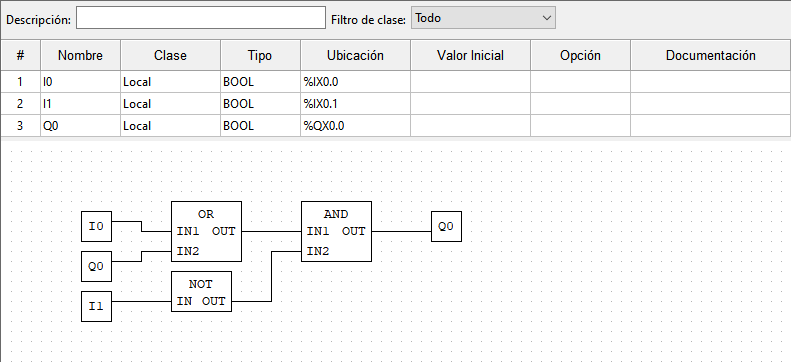 Descripción: Filtro de clase: Todo
# Nombre Clase Tipo Ubicación Valor Inicial Opción Documentación
1 I0 Local BOOL %IX0.0
2 I1 Local BOOL %IX0.1
3 Q0 Local BOOL %QX0.0
OR AND
I0 IN1 OUT IN1 OUT Q0
IN2 IN2
Q0
NOT
I1 IN OUT